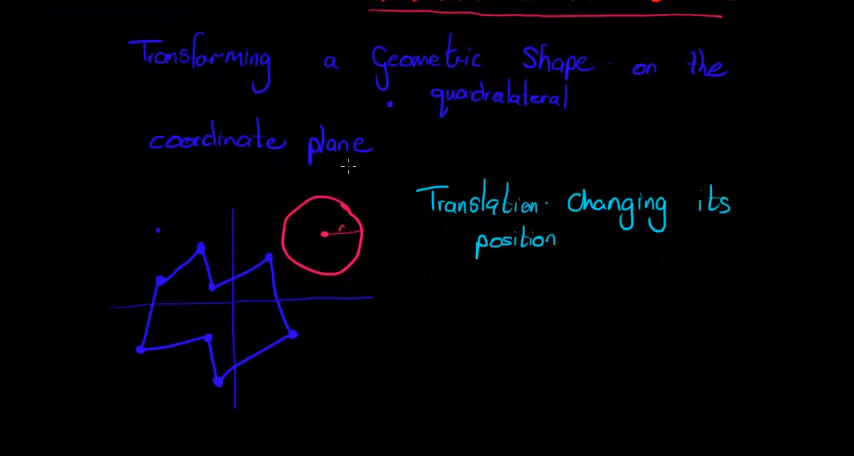 Transforming a Geometric Shape on the
quadralateral
coordinate plane
Translation. Changing its
position
r